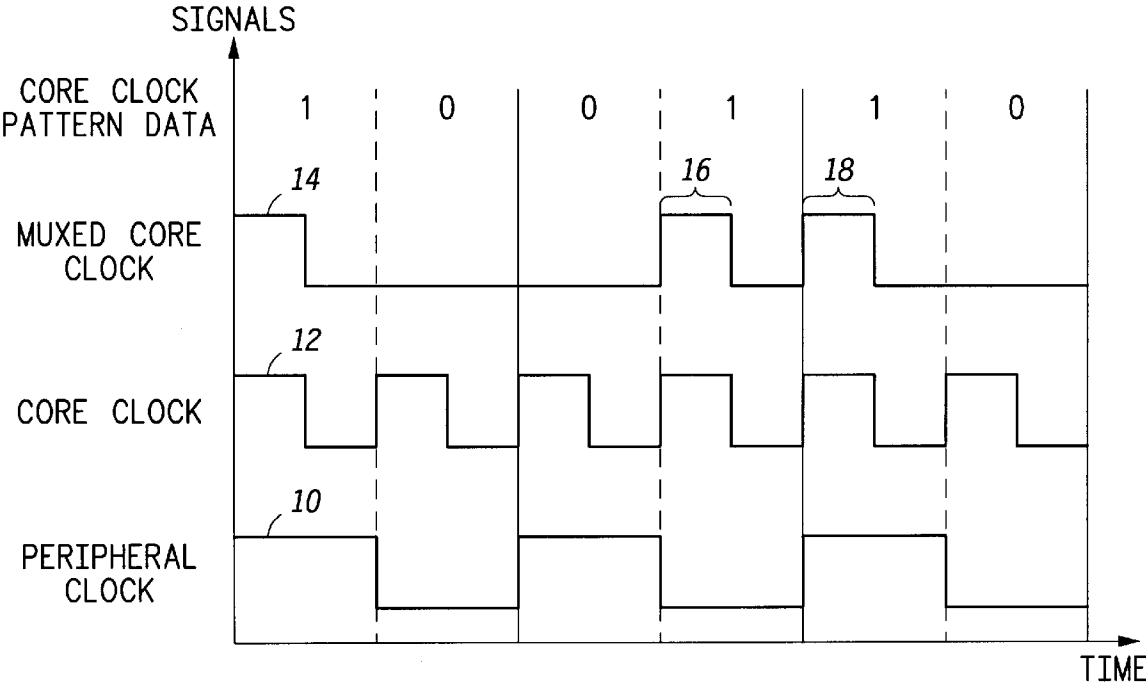 SIGNALS
CORE CLOCK
PATTERN DATA
1 0 0 1 1 0
14 16 18
MUXED CORE
CLOCK
12
CORE CLOCK
10
PERIPHERAL
CLOCK
TIME